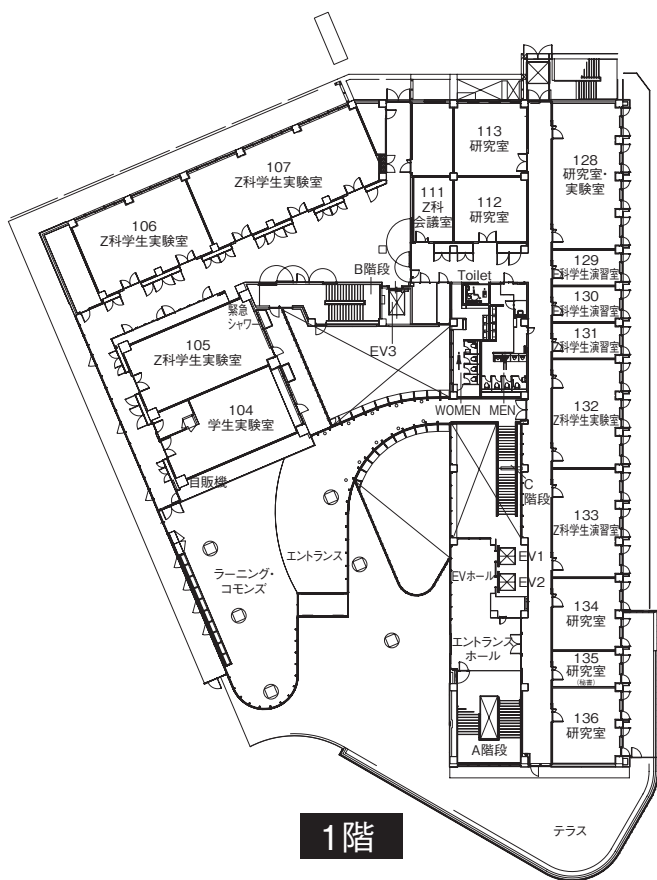 113
研究室
107
Z科学生実験室
128
研究室・
実験室
111
Z科
会議室
112
研究室
106
Z科学生実験室
129
Z科学生演習室
B階段
Toilet
130
Z科学生演習室
緊急
シャワー
131
Z科学生演習室
105
Z科学生実験室
EV3
132
Z科学生演習室
104
学生実験室
WOMEN
MEN
自販機
C
階段
133
Z科学生演習室
エントランス
EV1
ラーニング・
コモンズ
EVホール
EV2
134
研究室
エントランス
ホール
135
研究室
(秘書)
136
研究室
A階段
テラス
1階